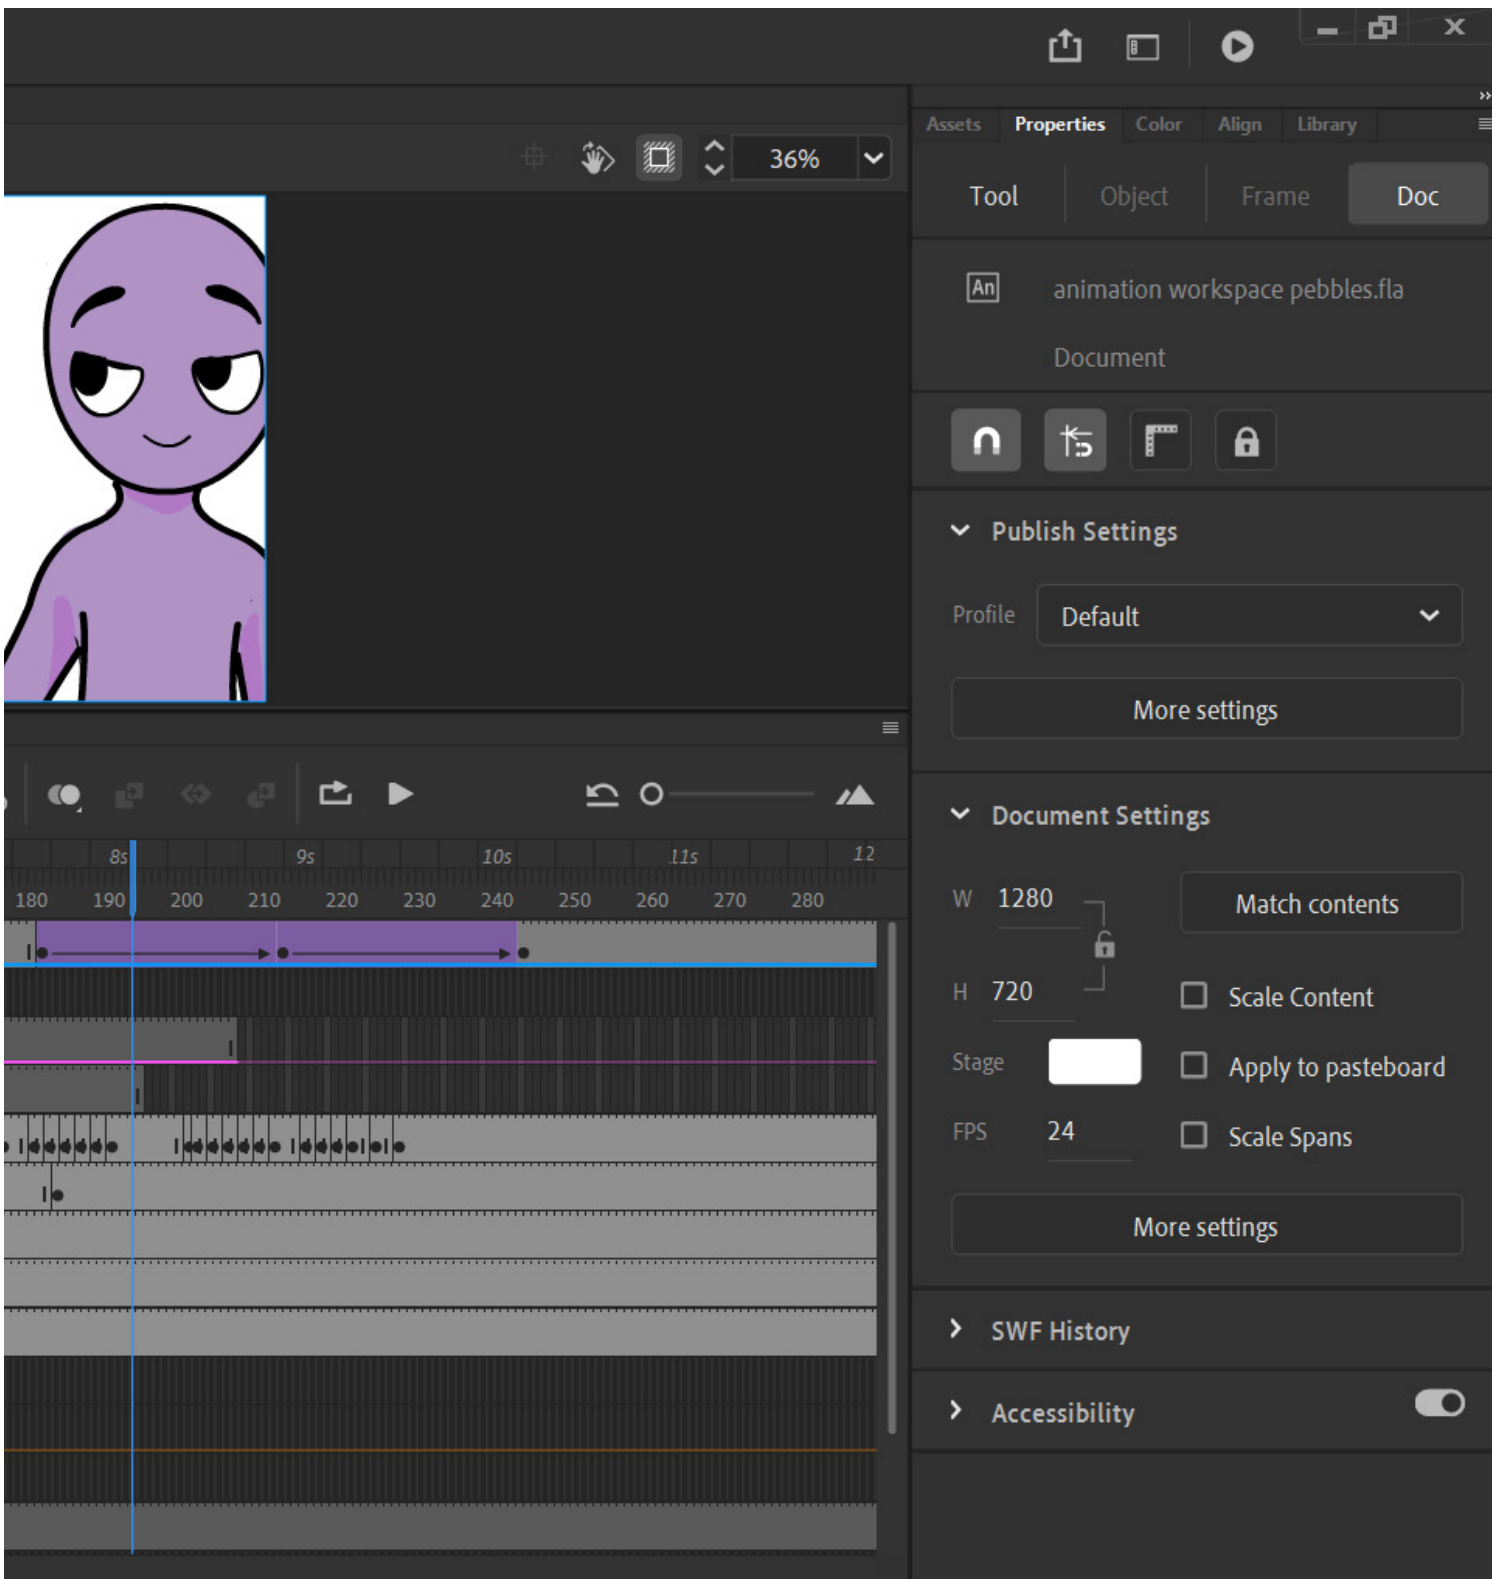 Assets Properties Color Align Library
36%
Tool Object Frame Doc
An animation workspace pebbles.fla
Document
Publish Settings
Profile Default
More settings
8s 9s 10s 11s 12
180 190 200 210 220 230 240 250 260 270 280
Document Settings
W 1280 Match contents
H 720 Scale Content
Stage Apply to pasteboard
FPS 24 Scale Spans
More settings
SWF History
Accessibility